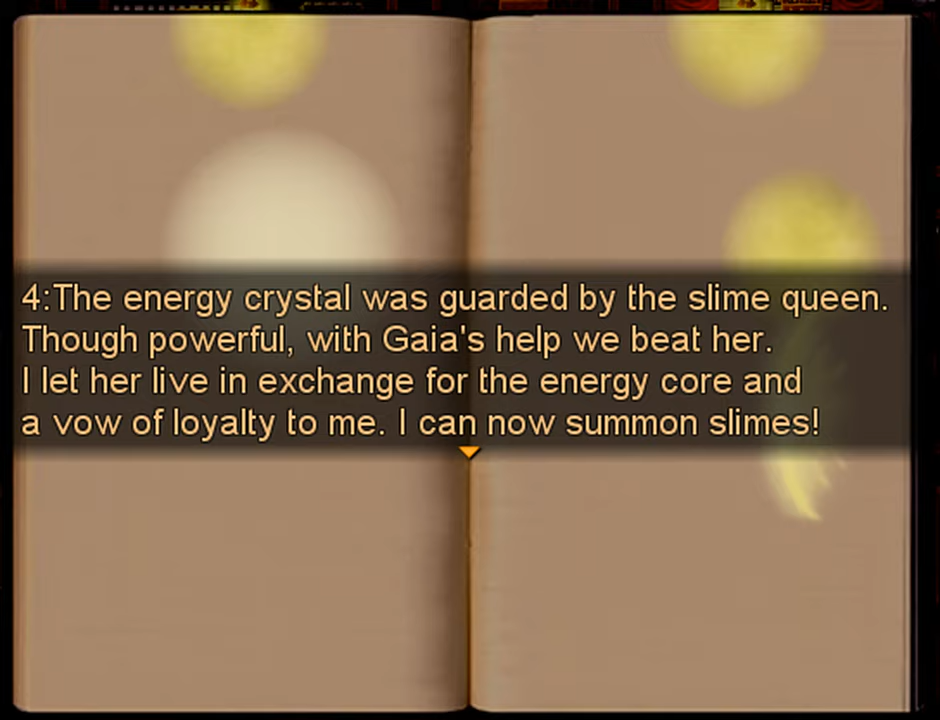 4:The energy crystal was guarded by the slime queen.
Though powerful, with Gaia's help we beat her.
I let her live in exchange for the energy core and
a vow of loyalty to me. I can now summon slimes!